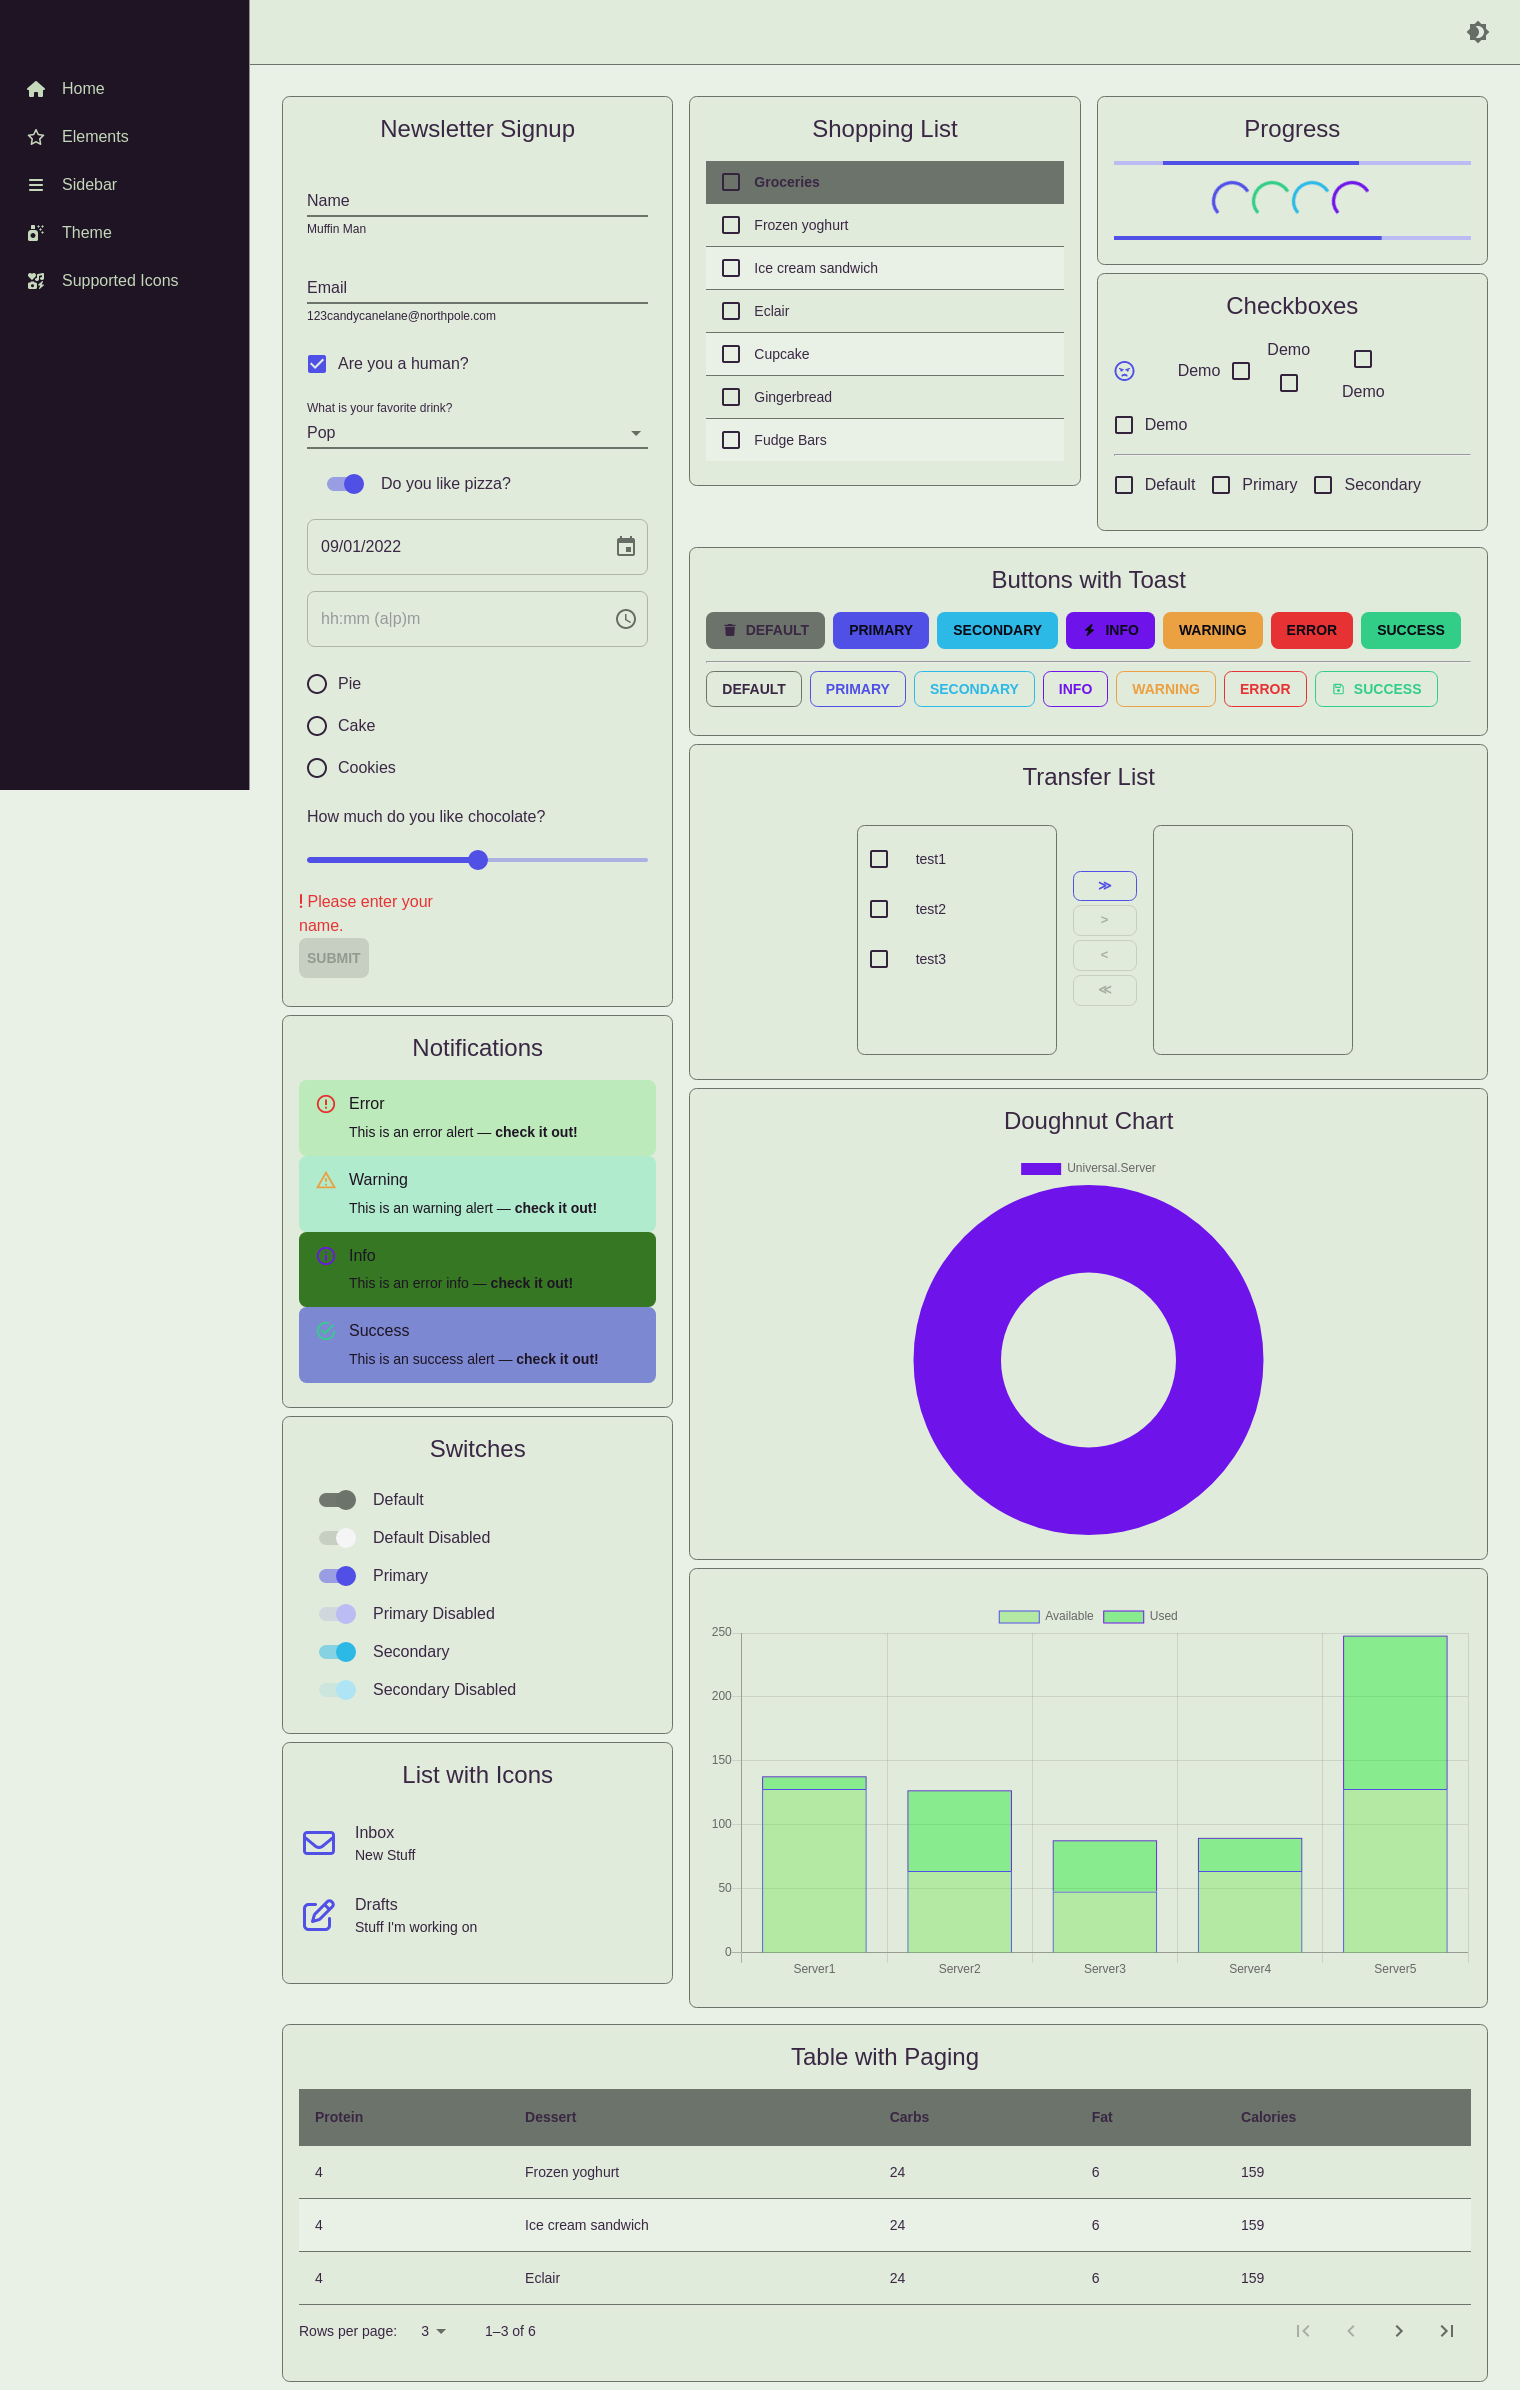 Home
Elements
Sidebar
Theme
Supported Icons
Newsletter Signup
Name
Muffin Man
Email
123candycanelane@northpole.com
Are you a human?
What is your favorite drink?
Pop
Do you like pizza?
09/01/2022
hh:mm (a|p)m
Pie
Cake
Cookies
How much do you like chocolate?
! Please enter your
name.
SUBMIT
Notifications
Error
This is an error alert — check it out!
Warning
This is an warning alert — check it out!
Info
This is an error info — check it out!
Success
This is an success alert — check it out!
Switches
Default
Default Disabled
Primary
Primary Disabled
Secondary
Secondary Disabled
List with Icons
Inbox
New Stuff
Drafts
Stuff I'm working on
Shopping List
Groceries
Frozen yoghurt
Ice cream sandwich
Eclair
Cupcake
Gingerbread
Fudge Bars
Progress
Checkboxes
Demo
Demo
Demo
Demo
Default Primary Secondary
Buttons with Toast
DEFAULT PRIMARY SECONDARY INFO WARNING ERROR SUCCESS
DEFAULT PRIMARY SECONDARY INFO WARNING ERROR SUCCESS
Transfer List
test1
test2
test3
≫
>
<
≪
Doughnut Chart
Universal.Server
Available Used
250
200
150
100
50
0
Server1 Server2 Server3 Server4 Server5
Table with Paging
Protein Dessert Carbs Fat Calories
4 Frozen yoghurt 24 6 159
4 Ice cream sandwich 24 6 159
4 Eclair 24 6 159
Rows per page: 3 1–3 of 6